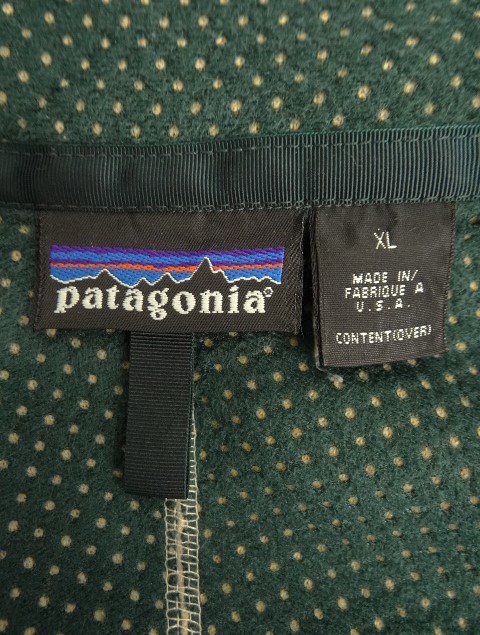 patagonia®
XL
MADE IN/
FABRIQUE A
U.S.A.
CONTENT(OVER)